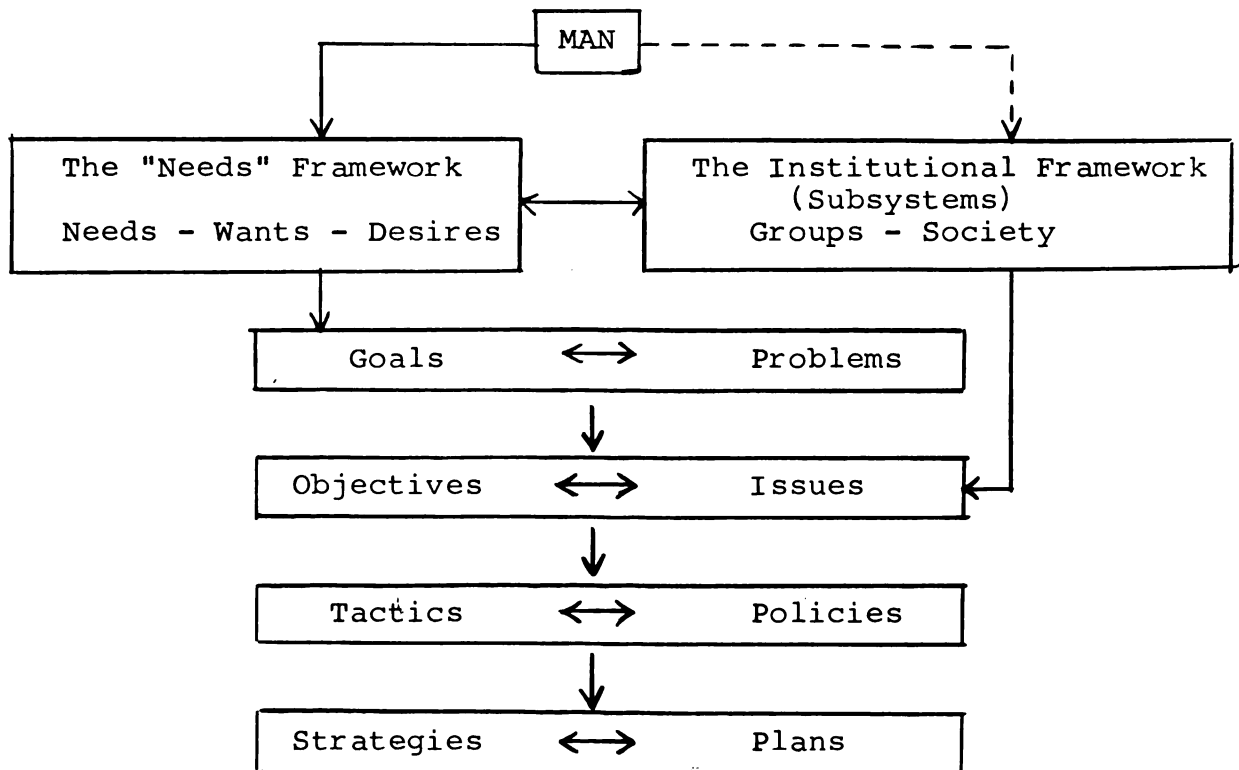 MAN
The "Needs" Framework
Needs - Wants - Desires
The Institutional Framework
(Subsystems)
Groups - Society
Goals Problems
Objectives Issues
Tactics Policies
Strategies Plans